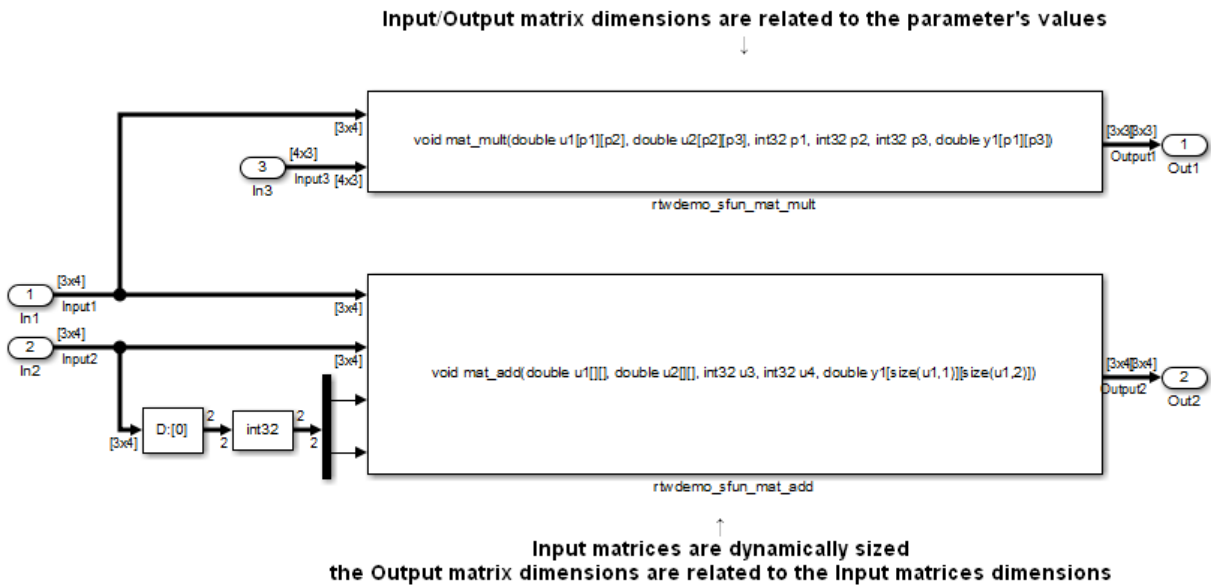 Input/Output matrix dimensions are related to the parameter's values
↓
[3x4]
void mat_mult(double u1[p1][p2], double u2[p2][p3], int32 p1, int32 p2, int32 p3, double y1[p1][p3])
[3x3][3x3]
1
Output1
Out1
[4x3]
3
Input3
[4x3]
In3
rtwdemo_sfun_mat_mult
[3x4]
1
Input1
In1
[3x4]
[3x4]
2
Input2
In2
[3x4]
void mat_add(double u1[][], double u2[][], int32 u3, int32 u4, double y1[size(u1,1)][size(u1,2)])
[3x4][3x4]
2
Output2
Out2
[3x4]
D:[0]
2
2
int32
2
2
rtwdemo_sfun_mat_add
↑
Input matrices are dynamically sized
the Output matrix dimensions are related to the Input matrices dimensions